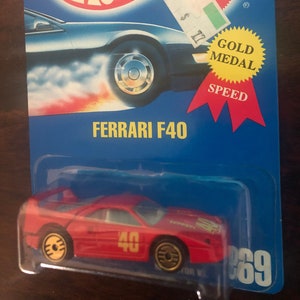 ®
GOLD
MEDAL
SPEED
FERRARI F40
40
69